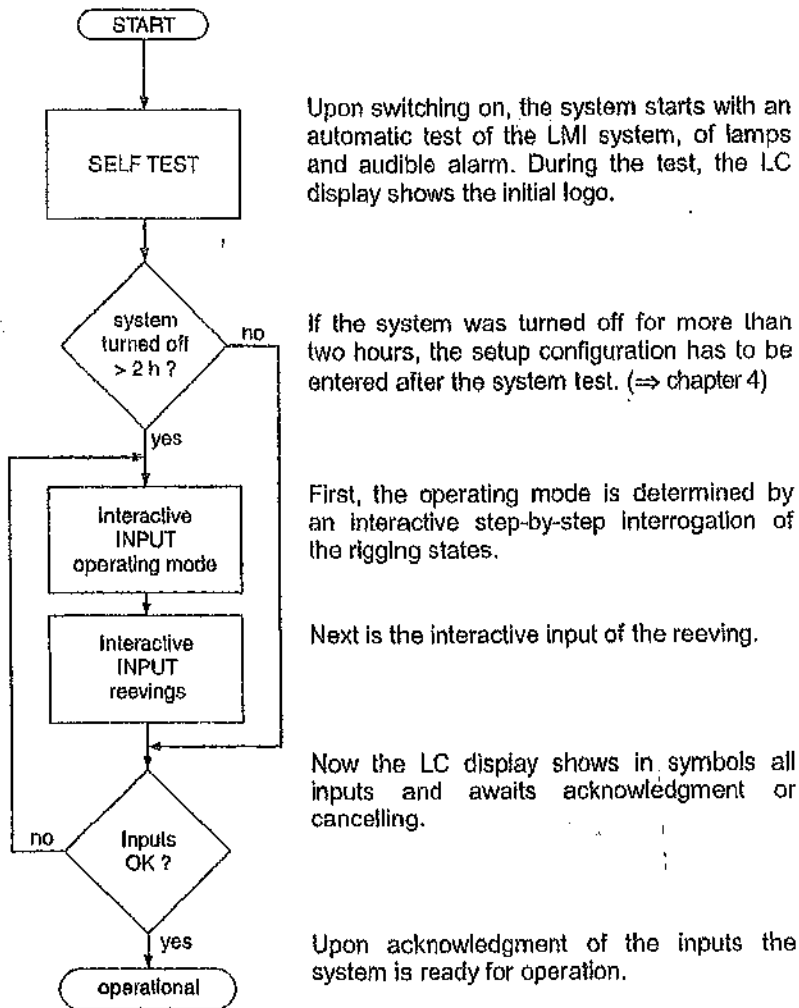 START
SELF TEST
Upon switching on, the system starts with an
automatic test of the LMI system, of lamps
and audible alarm. During the test, the LC
display shows the initial logo.
system
turned off
> 2 h ?
no
yes
If the system was turned off for more than
two hours, the setup configuration has to be
entered after the system test. (⇒ chapter 4)
Interactive
INPUT
operating mode
First, the operating mode is determined by
an interactive step-by-step interrogation of
the rigging states.
Interactive
INPUT
reevings
Next is the interactive input of the reeving.
Now the LC display shows in symbols all
inputs and awaits acknowledgment or
cancelling.
Inputs
OK ?
no
yes
operational
Upon acknowledgment of the inputs the
system is ready for operation.